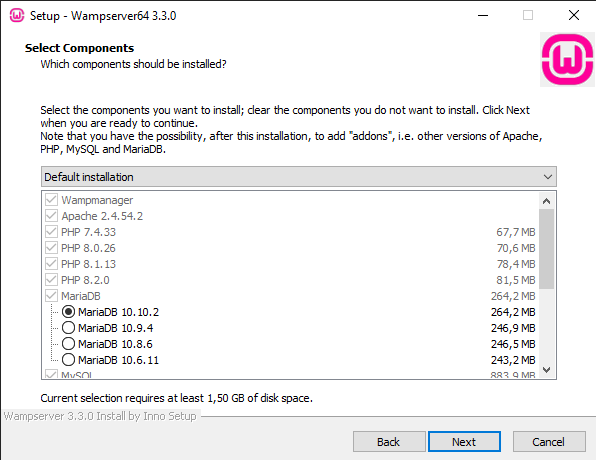 Setup - Wampserver64 3.3.0
Select Components
Which components should be installed?
W
Select the components you want to install; clear the components you do not want to install. Click Next
when you are ready to continue.
Note that you have the possibility, after this installation, to add "addons", i.e. other versions of Apache,
PHP, MySQL and MariaDB.
Default installation
Wampmanager
Apache 2.4.54.2
PHP 7.4.33 67,7 MB
PHP 8.0.26 70,6 MB
PHP 8.1.13 78,4 MB
PHP 8.2.0 81,5 MB
MariaDB 264,2 MB
MariaDB 10.10.2 264,2 MB
MariaDB 10.9.4 246,9 MB
MariaDB 10.8.6 246,5 MB
MariaDB 10.6.11 243,2 MB
MySQL 883,9 MB
Current selection requires at least 1,50 GB of disk space.
Wampserver 3.3.0 Install by Inno Setup
Back Next Cancel